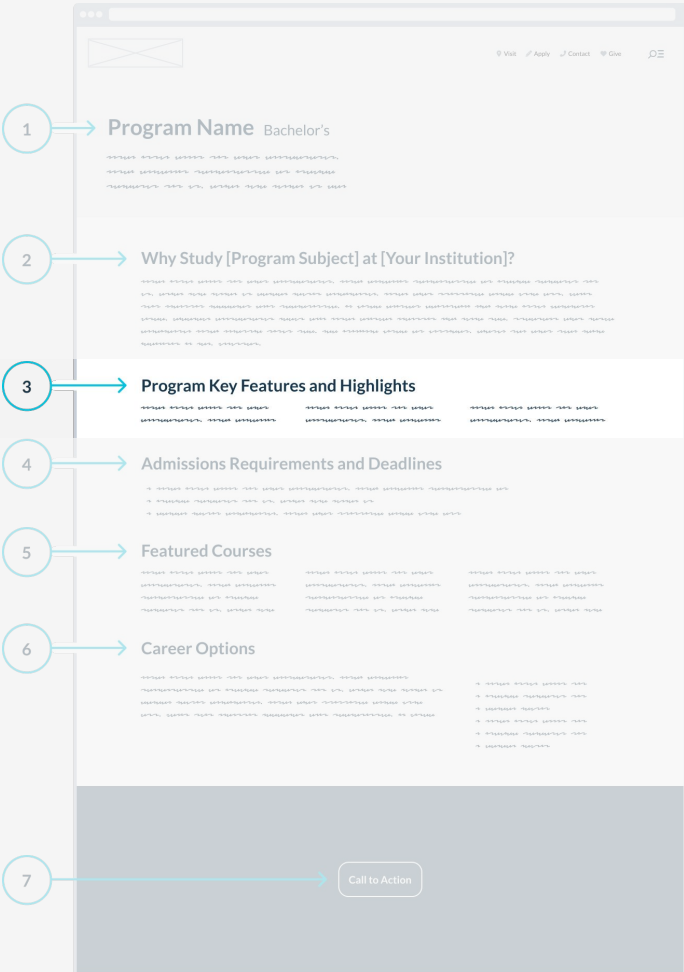 Visit Apply Contact Give
1
Program Name Bachelor's
2
Why Study [Program Subject] at [Your Institution]?
3
Program Key Features and Highlights
4
Admissions Requirements and Deadlines
5
Featured Courses
6
Career Options
7
Call to Action